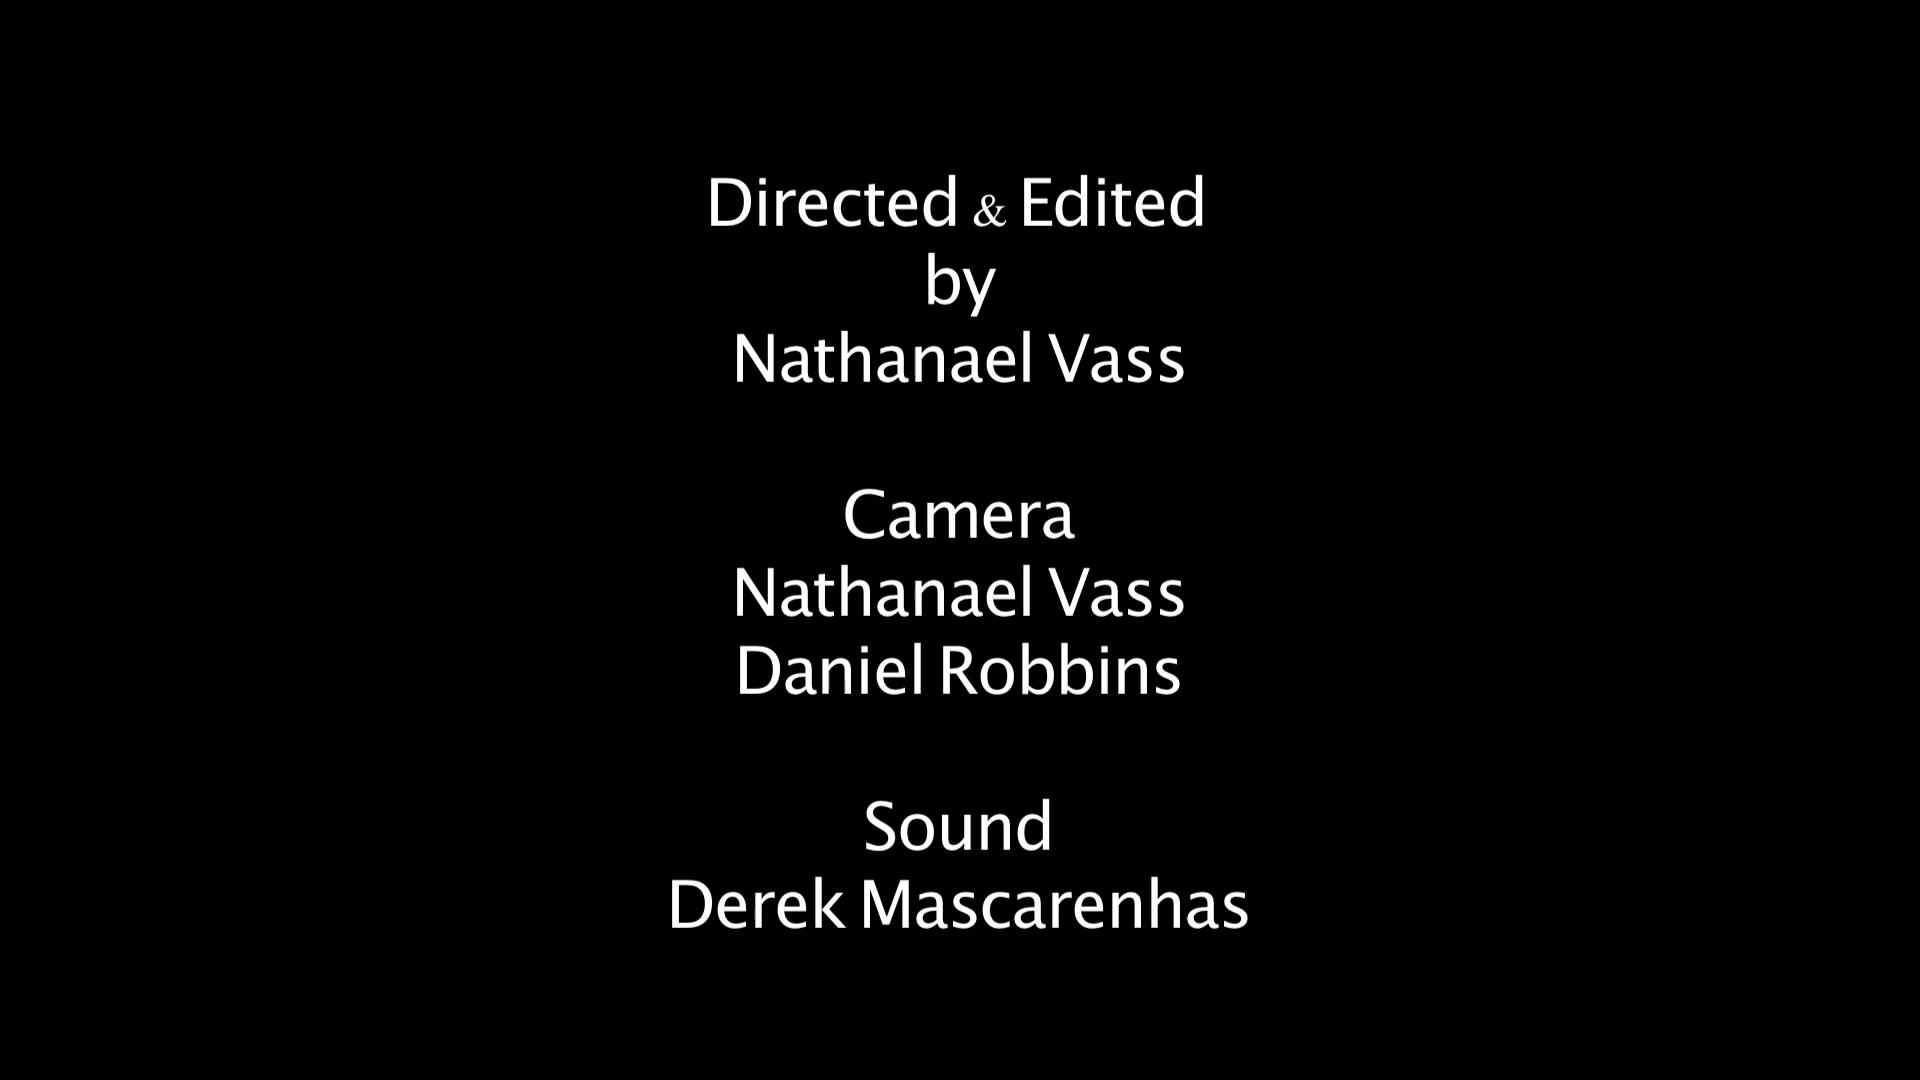 Directed & Edited
by
Nathanael Vass
Camera
Nathanael Vass
Daniel Robbins
Sound
Derek Mascarenhas